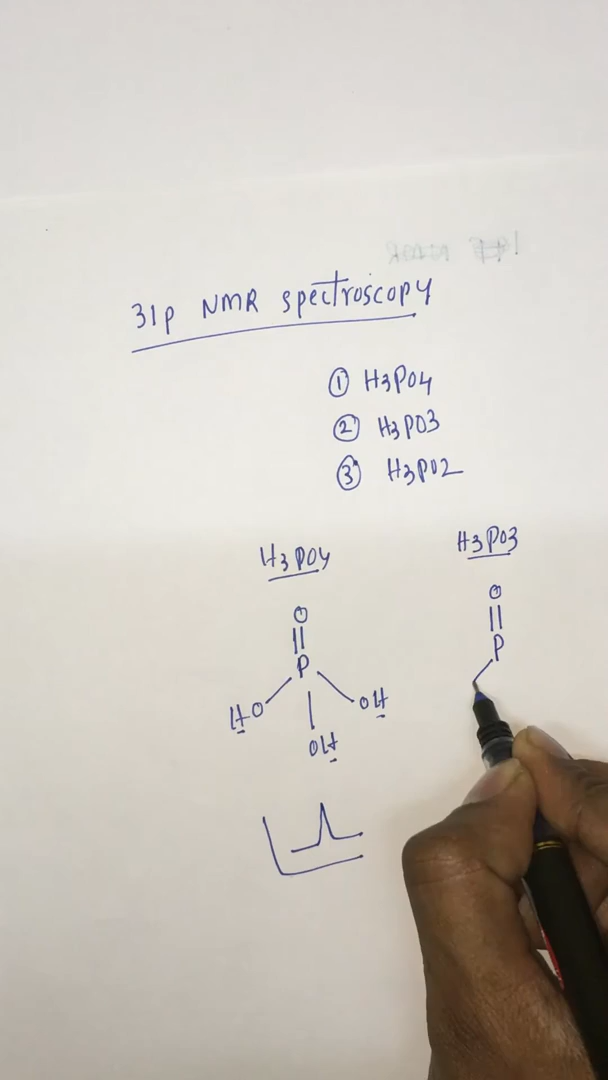 31p NMR spectroscopy
① H3PO4
② H3PO3
③ H3PO2
H3PO4
H3PO3
O
O
P
P
HO
OH
OH